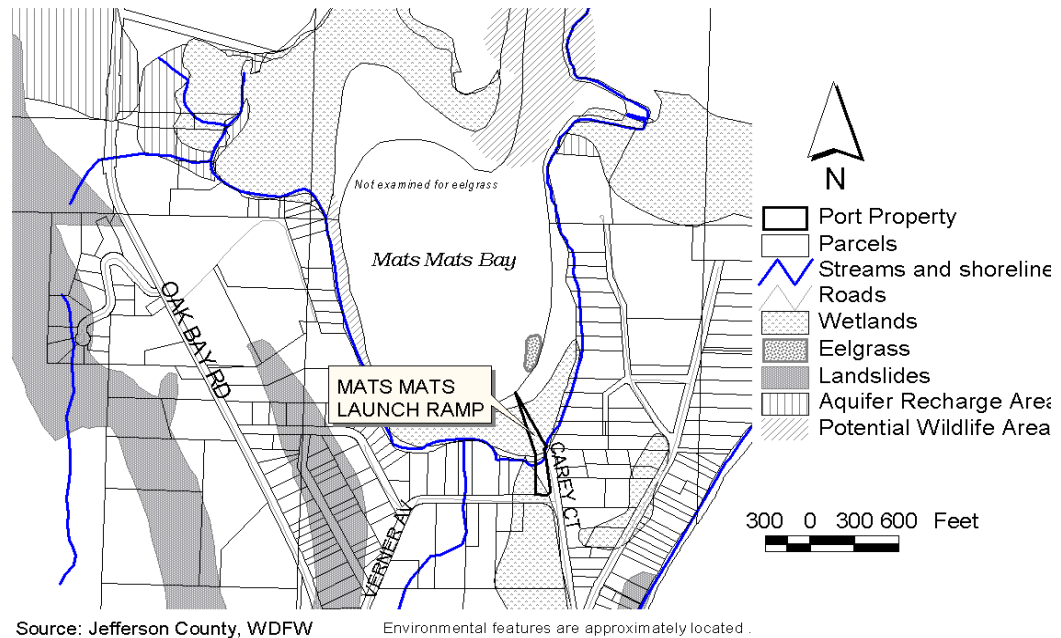 Not examined for eelgrass
Mats Mats Bay
OAK BAY RD
MATS MATS
LAUNCH RAMP
CAREY CT
VERNER AV
N
Port Property
Parcels
Streams and shoreline
Roads
Wetlands
Eelgrass
Landslides
Aquifer Recharge Area
Potential Wildlife Area
300 0 300 600 Feet
Source: Jefferson County, WDFW
Environmental features are approximately located .